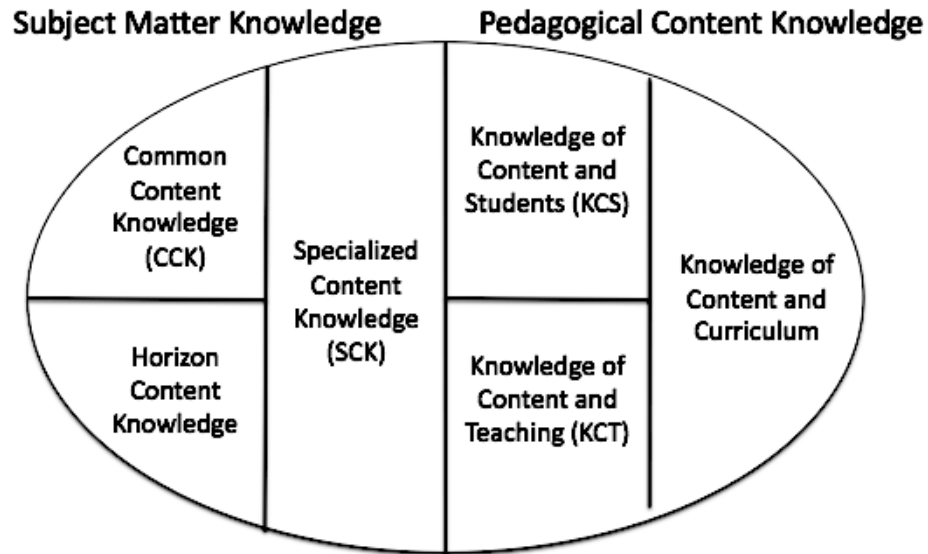 Subject Matter Knowledge
Pedagogical Content Knowledge
Common
Content
Knowledge
(CCK)
Horizon
Content
Knowledge
Specialized
Content
Knowledge
(SCK)
Knowledge of
Content and
Students (KCS)
Knowledge of
Content and
Teaching (KCT)
Knowledge of
Content and
Curriculum